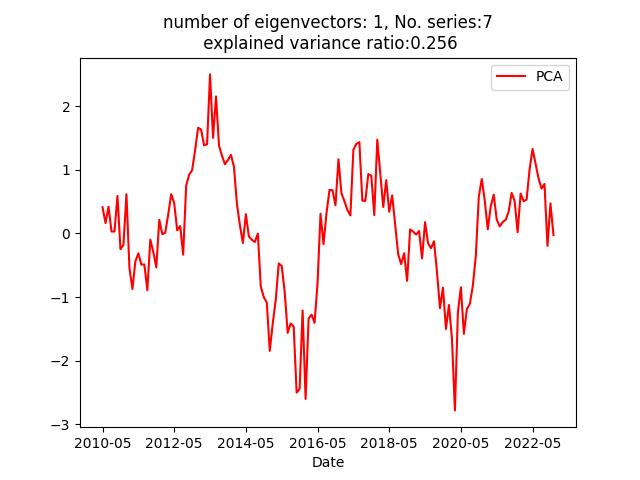 number of eigenvectors: 1, No. series:7
explained variance ratio:0.256
PCA
2
1
0
−1
−2
−3
2010-05 2012-05 2014-05 2016-05 2018-05 2020-05 2022-05
Date